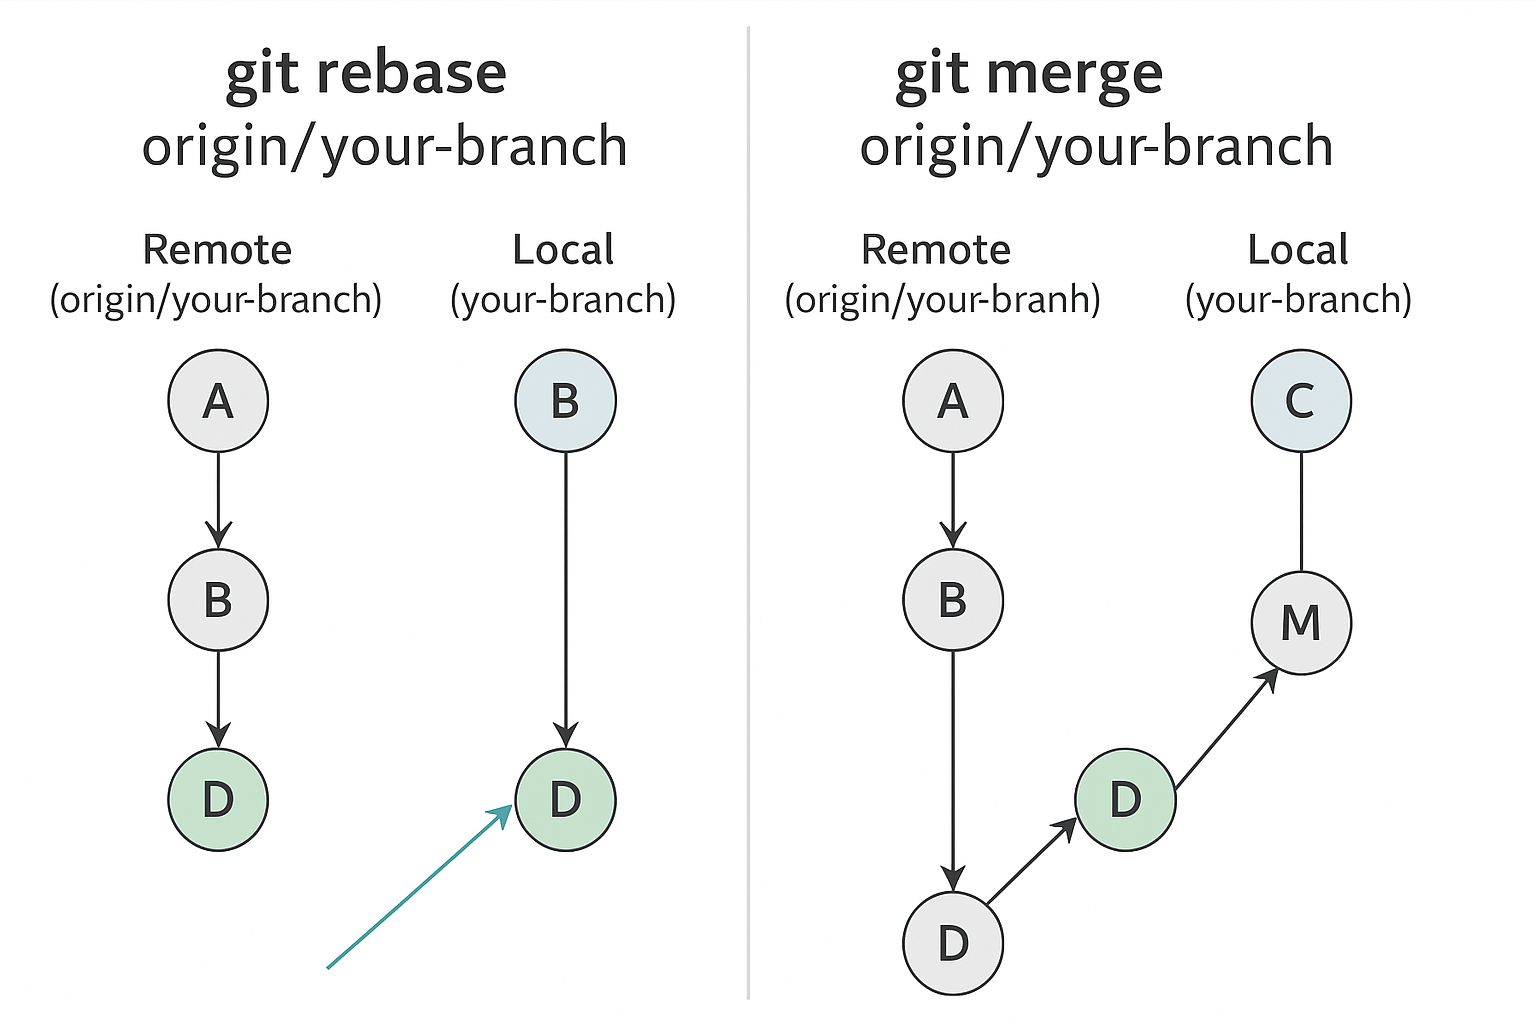 git rebase
origin/your-branch
Remote
(origin/your-branch)
Local
(your-branch)
A
B
B
D
D
git merge
origin/your-branch
Remote
(origin/your-branh)
Local
(your-branch)
A
C
B
M
D
D